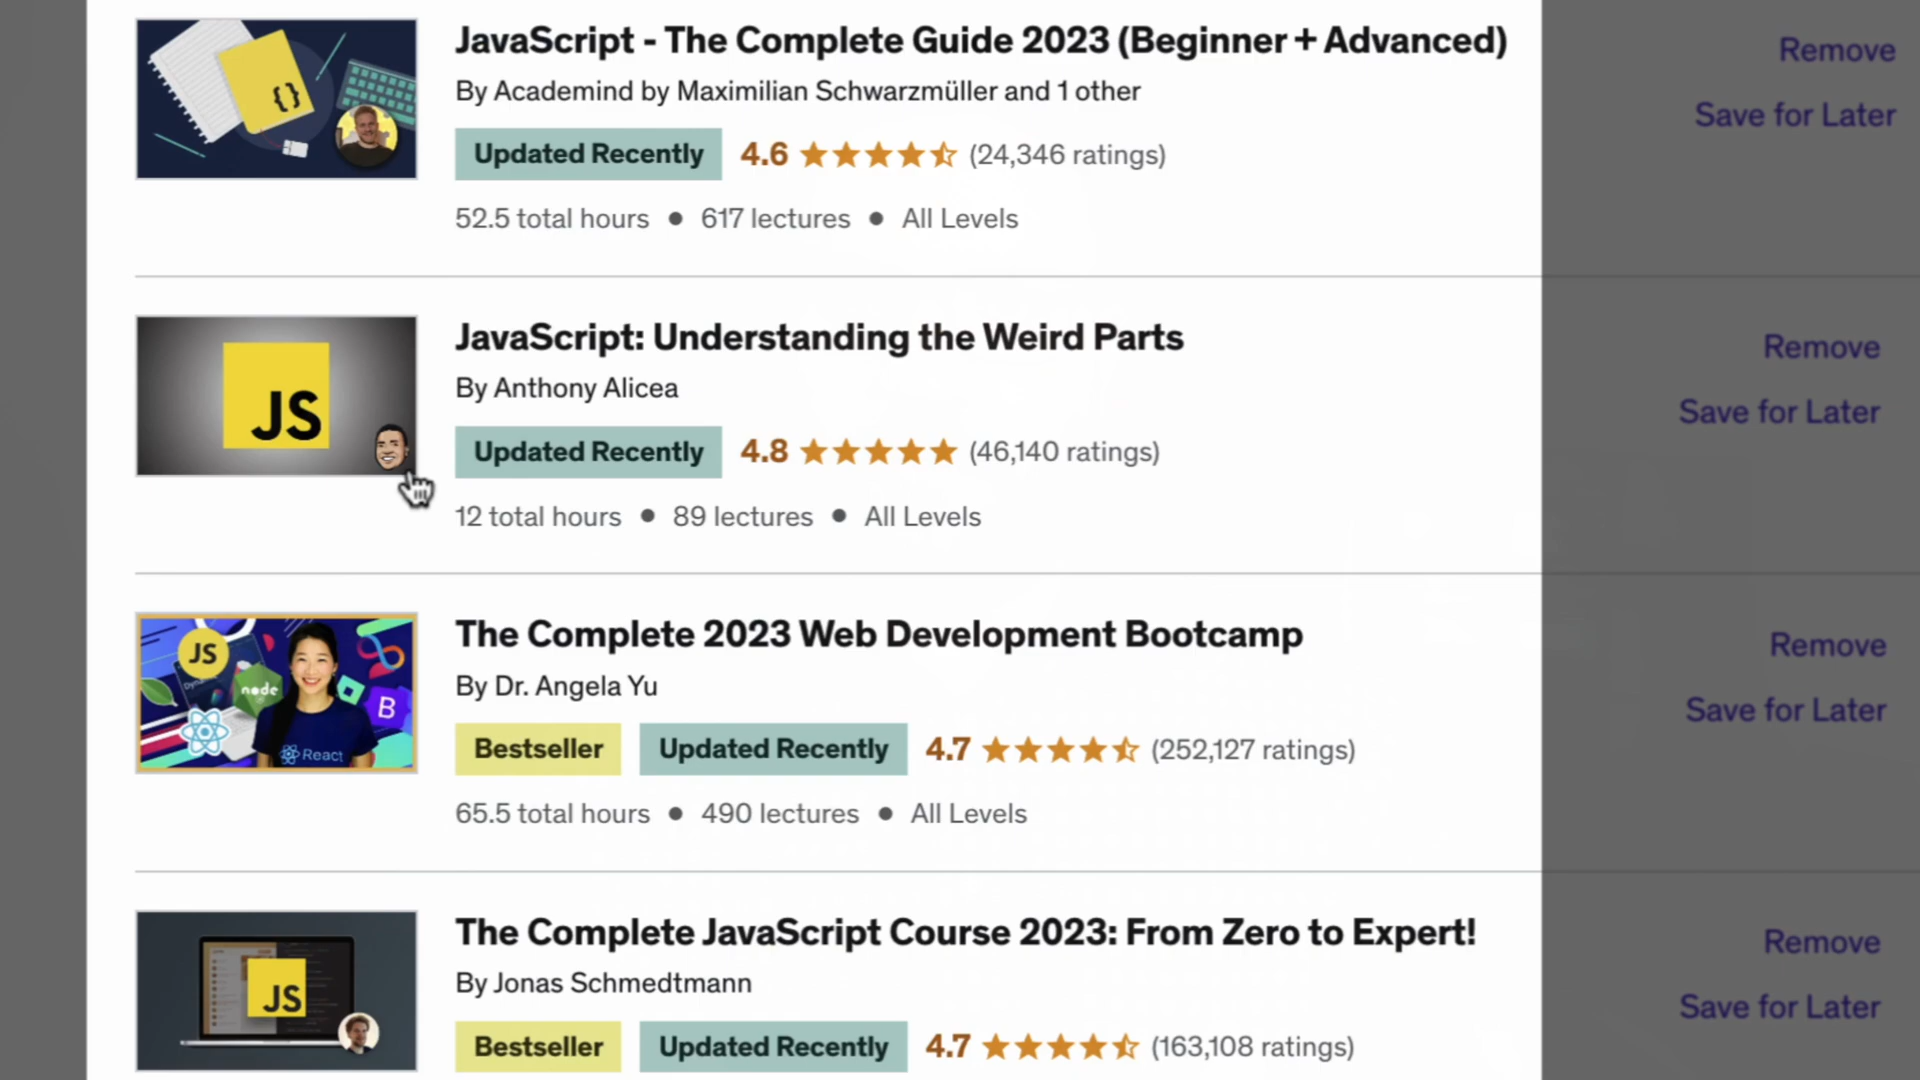 JavaScript - The Complete Guide 2023 (Beginner + Advanced)
By Academind by Maximilian Schwarzmüller and 1 other
Updated Recently 4.6 (24,346 ratings)
52.5 total hours • 617 lectures • All Levels
Remove
Save for Later
{}
JavaScript: Understanding the Weird Parts
By Anthony Alicea
Updated Recently 4.8 (46,140 ratings)
12 total hours • 89 lectures • All Levels
Remove
Save for Later
JS
The Complete 2023 Web Development Bootcamp
By Dr. Angela Yu
Bestseller Updated Recently 4.7 (252,127 ratings)
65.5 total hours • 490 lectures • All Levels
Remove
Save for Later
JS
node
B
React
The Complete JavaScript Course 2023: From Zero to Expert!
By Jonas Schmedtmann
Bestseller Updated Recently 4.7 (163,108 ratings)
Remove
Save for Later
JS